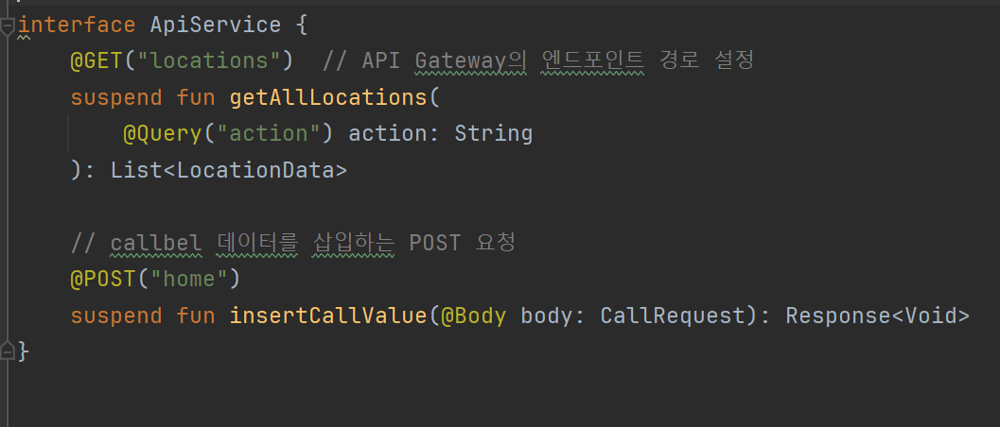 interface ApiService {
    @GET("locations")  // API Gateway의 엔드포인트 경로 설정
    suspend fun getAllLocations(
        @Query("action") action: String
    ): List<LocationData>

    // callbel 데이터를 삽입하는 POST 요청
    @POST("home")
    suspend fun insertCallValue(@Body body: CallRequest): Response<Void>
}